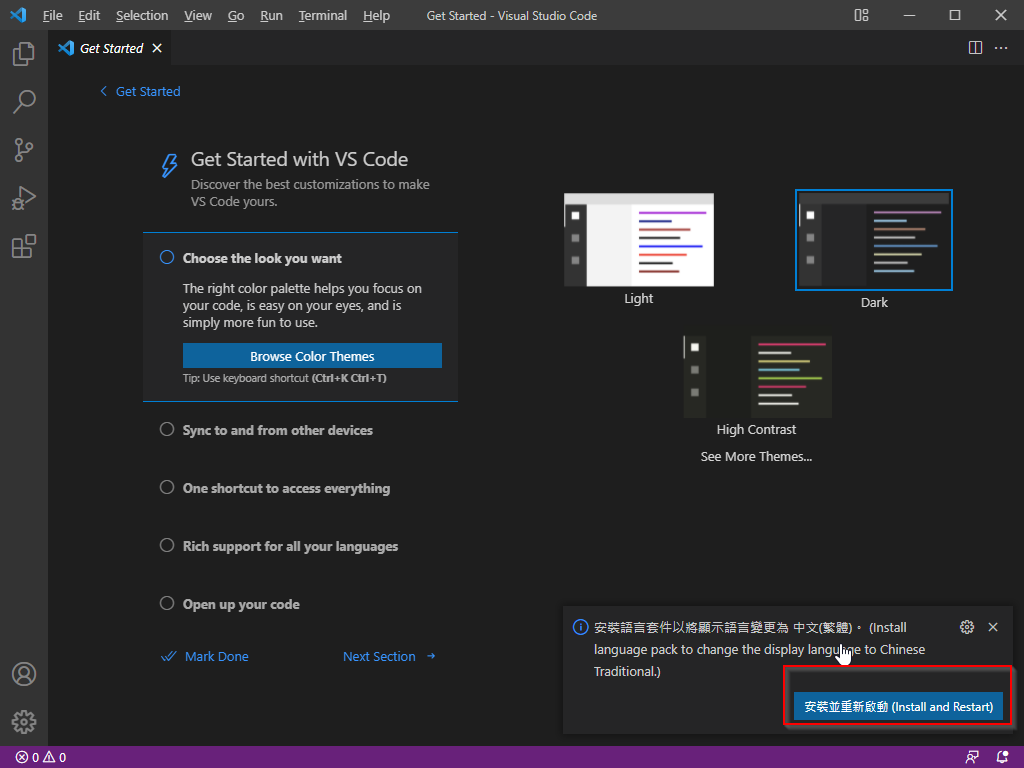 File Edit Selection View Go Run Terminal Help Get Started - Visual Studio Code
Get Started
Get Started
Get Started with VS Code
Discover the best customizations to make
VS Code yours.
Choose the look you want
The right color palette helps you focus on
your code, is easy on your eyes, and is
simply more fun to use.
Browse Color Themes
Tip: Use keyboard shortcut (Ctrl+K Ctrl+T)
Sync to and from other devices
One shortcut to access everything
Rich support for all your languages
Open up your code
Mark Done Next Section
Light
Dark
High Contrast
See More Themes...
安裝語言套件以將顯示語言變更為 中文(繁體)。 (Install
language pack to change the display language to Chinese
Traditional.)
安裝並重新啟動 (Install and Restart)
0 0